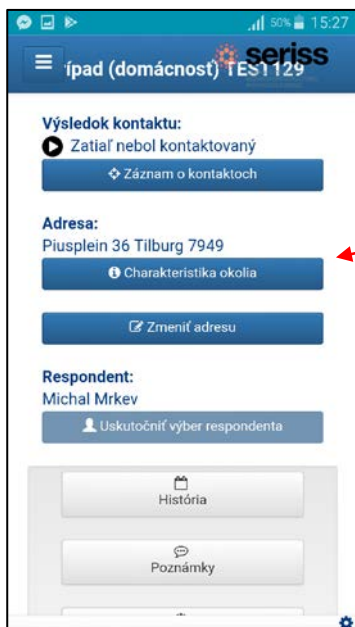 50% 15:27
seriss
ípad (domácnosť) TEST129
Výsledok kontaktu:
Zatiaľ nebol kontaktovaný
Záznam o kontaktoch
Adresa:
Piusplein 36 Tilburg 7949
Charakteristika okolia
Zmeniť adresu
Respondent:
Michal Mrkev
Uskutočniť výber respondenta
História
Poznámky